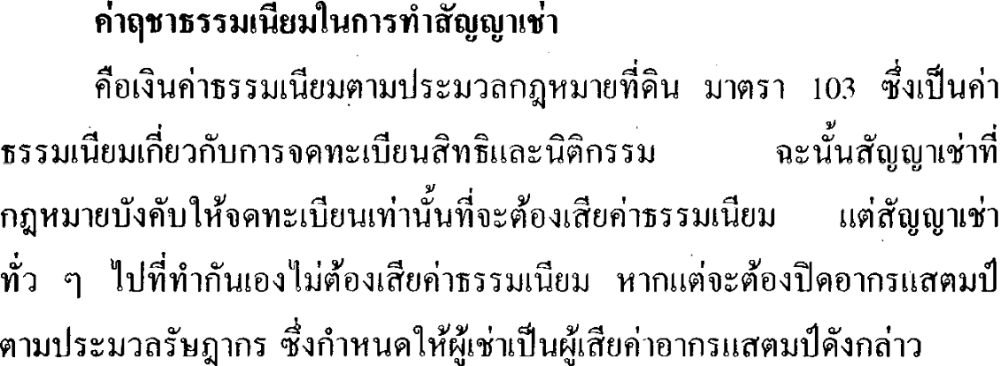 ค่าฤชาธรรมเนียมในการทำสัญญาเช่า
คือเงินค่าธรรมเนียมตามประมวลกฎหมายที่ดิน มาตรา 103 ซึ่งเป็นค่า
ธรรมเนียมเกี่ยวกับการจดทะเบียนสิทธิและนิติกรรม ฉะนั้นสัญญาเช่าที่
กฎหมายบังคับให้จดทะเบียนเท่านั้นที่จะต้องเสียค่าธรรมเนียม แต่สัญญาเช่า
ทั่ว ๆ ไปที่ทำกันเองไม่ต้องเสียค่าธรรมเนียม หากแต่จะต้องปิดอากรแสตมป์
ตามประมวลรัษฎากร ซึ่งกำหนดให้ผู้เช่าเป็นผู้เสียค่าอากรแสตมป์ดังกล่าว